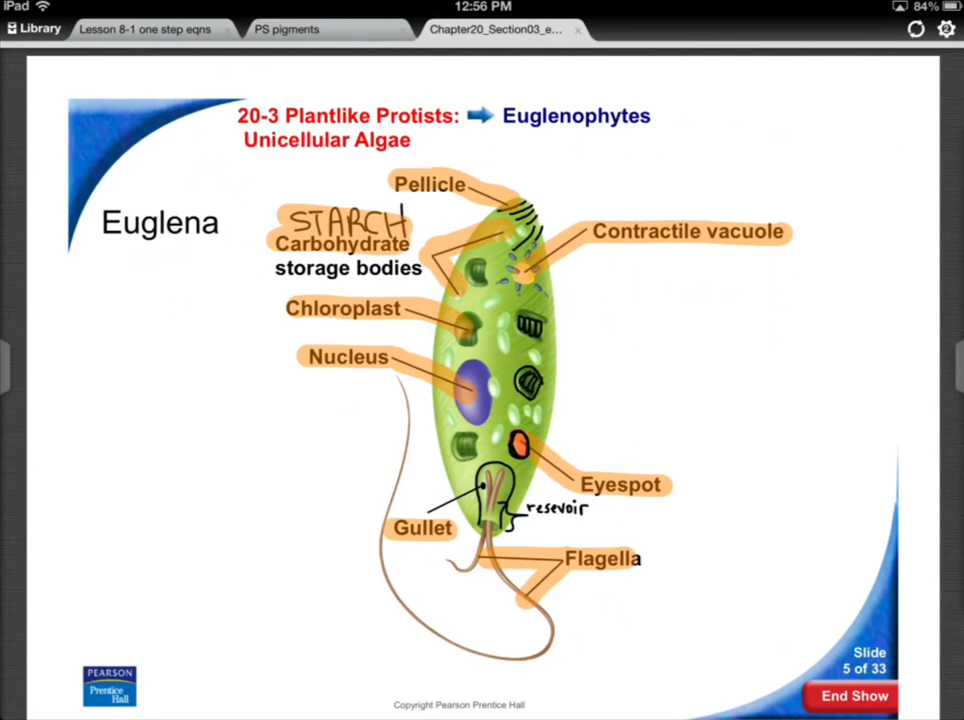 iPad
12:56 PM
84%
Library
Lesson 8-1 one step eqns
PS pigments
Chapter20_Section03_e...
2
20-3 Plantlike Protists:
Unicellular Algae
Euglenophytes
Euglena
Pellicle
STARCH
Carbohydrate
storage bodies
Contractile vacuole
Chloroplast
Nucleus
Eyespot
resevoir
Gullet
Flagella
Slide
5 of 33
End Show
PEARSON
Prentice
Hall
Copyright Pearson Prentice Hall